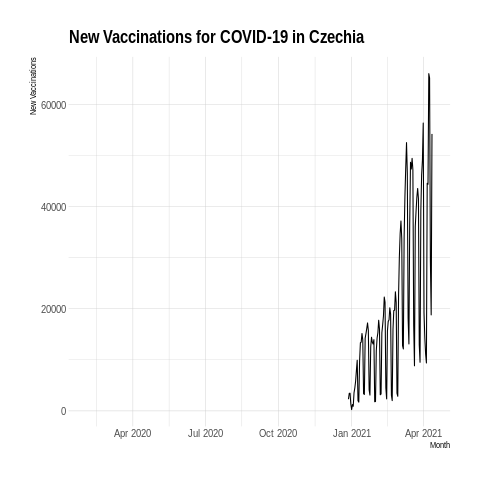 New Vaccinations for COVID-19 in Czechia
New Vaccinations
60000
40000
20000
0
Apr 2020 Jul 2020 Oct 2020 Jan 2021 Apr 2021
Month